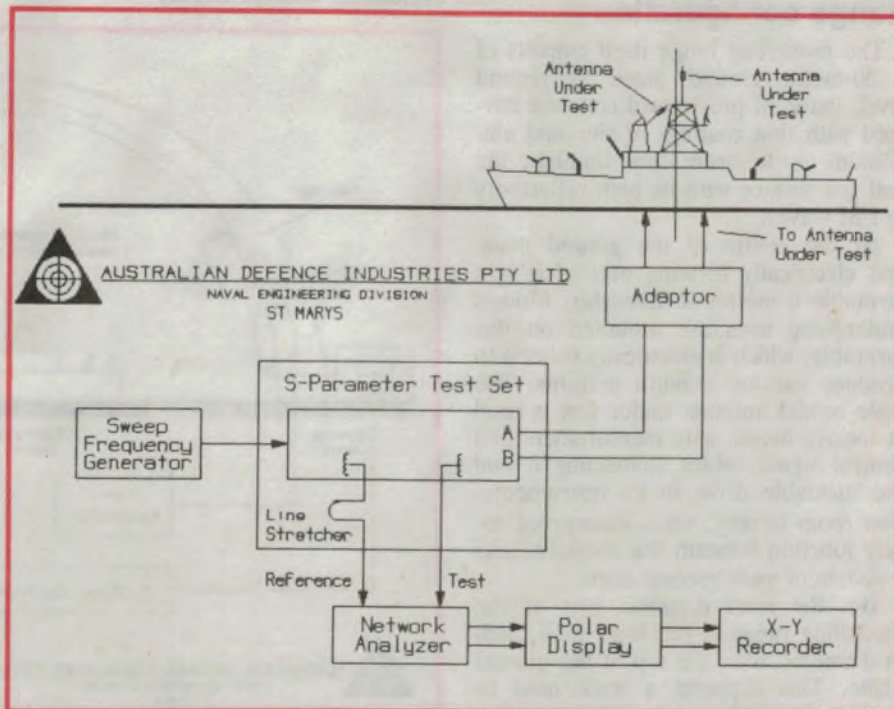 Antenna
Under
Test
Antenna
Under
Test
To Antenna
Under Test
AUSTRALIAN DEFENCE INDUSTRIES PTY LTD
NAVAL ENGINEERING DIVISION
ST MARYS
Adaptor
S-Parameter Test Set
Sweep
Frequency
Generator
A
B
Line
Stretcher
Reference
Test
Network
Analyzer
Polar
Display
X-Y
Recorder